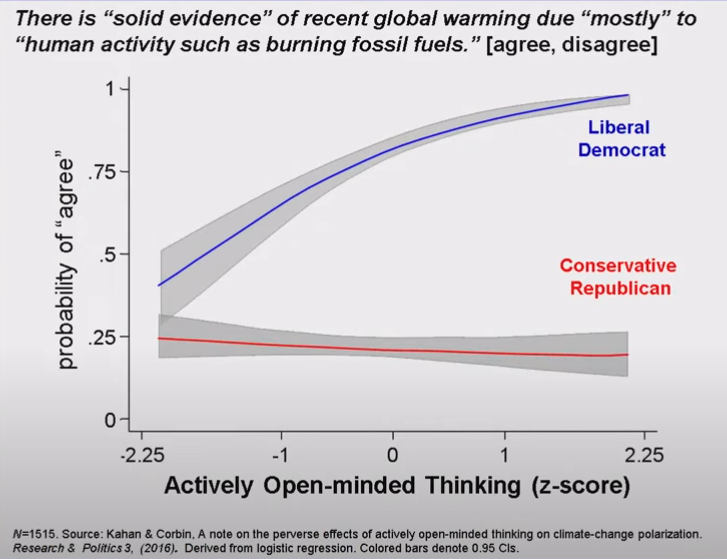 There is “solid evidence” of recent global warming due “mostly” to
“human activity such as burning fossil fuels.” [agree, disagree]
1
.75
.5
.25
0
probability of “agree”
Liberal
Democrat
Conservative
Republican
-2.25
-1
0
1
2.25
Actively Open-minded Thinking (z-score)
N=1515. Source: Kahan & Corbin, A note on the perverse effects of actively open-minded thinking on climate-change polarization.
Research & Politics 3, (2016). Derived from logistic regression. Colored bars denote 0.95 CIs.